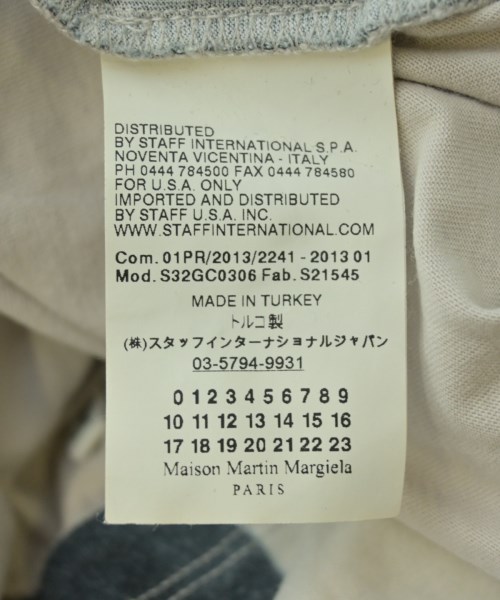 DISTRIBUTED
BY STAFF INTERNATIONAL S.P.A.
NOVENTA VICENTINA - ITALY
PH 0444 784500 FAX 0444 784580
FOR U.S.A. ONLY
IMPORTED AND DISTRIBUTED
BY STAFF U.S.A. INC.
WWW.STAFFINTERNATIONAL.COM
Com. 01PR/2013/2241 - 2013 01
Mod. S32GC0306 Fab. S21545
MADE IN TURKEY
トルコ製
(株)スタッフインターナショナルジャパン
03-5794-9931
0 1 2 3 4 5 6 7 8 9
10 11 12 13 14 15 16
17 18 19 20 21 22 23
Maison Martin Margiela
PARIS